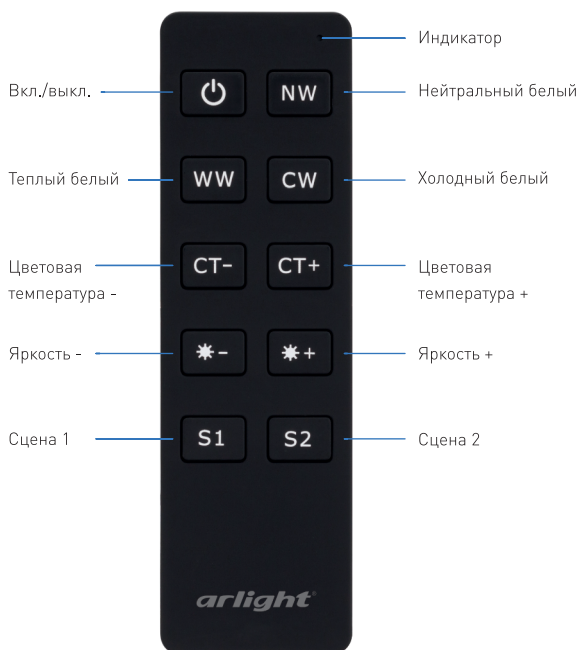 Индикатор
Вкл./выкл.
NW
Нейтральный белый
Теплый белый
WW
CW
Холодный белый
Цветовая
температура -
CT-
CT+
Цветовая
температура +
Яркость -
-
+
Яркость +
Сцена 1
S1
S2
Сцена 2
arlight